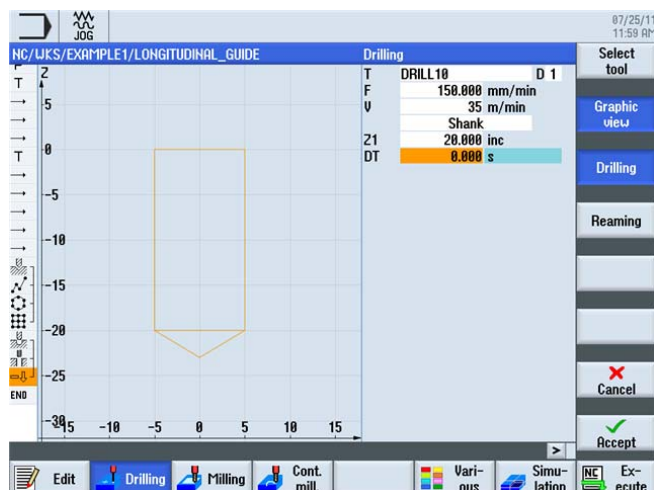 JOG
07/25/11
11:59 AM
NC/WKS/EXAMPLE1/LONGITUDINAL_GUIDE
Drilling
Select
tool
T DRILL10 D 1
F 150.000 mm/min
V 35 m/min
Shank
Z1 20.000 inc
DT 0.000 s
Graphic
view
Drilling
Reaming
Cancel
Accept
T
T
END
Z
5
0
-5
-10
-15
-20
-25
-15 -10 -5 0 5 10 15
>
Edit
Drilling
Milling
Cont.
mill.
Vari-
ous
Simu-
lation
NC
Ex-
ecute